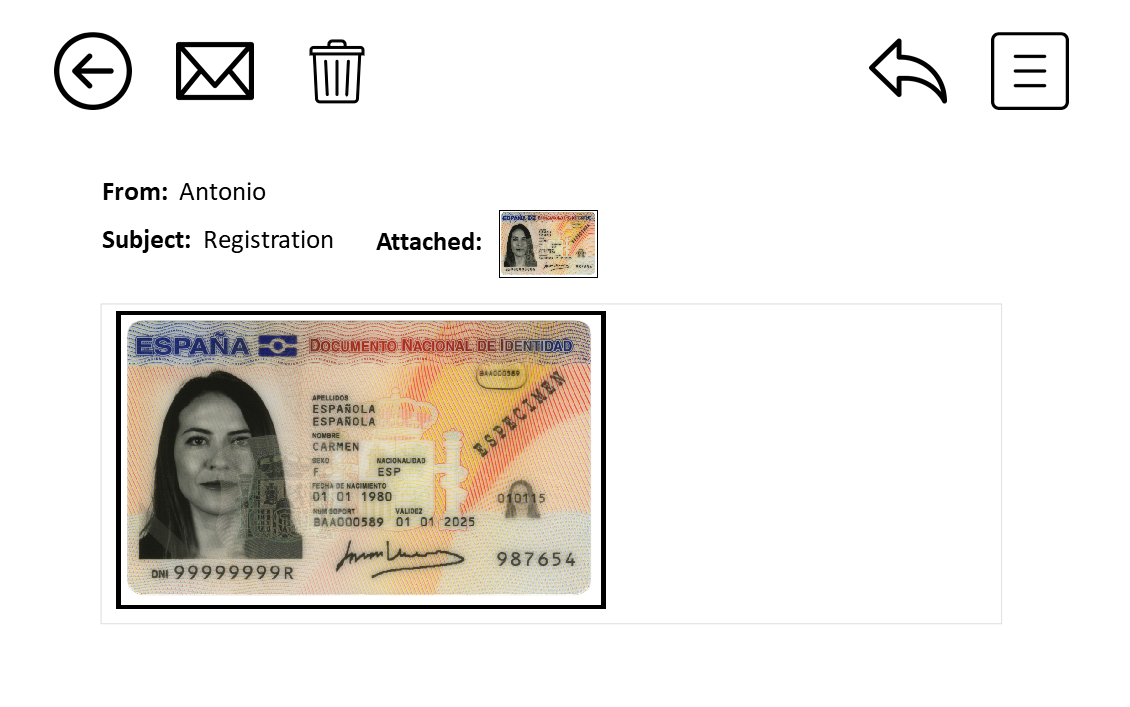 From: Antonio
Subject: Registration
Attached:
ESPAÑA DOCUMENTO NACIONAL DE IDENTIDAD
BAA000589
APELLIDOS
ESPAÑOLA
ESPAÑOLA
NOMBRE
CARMEN
SEXO NACIONALIDAD
F ESP
FECHA DE NACIMIENTO
01 01 1980
NUM SOPORT VALIDEZ
BAA000589 01 01 2025
ESPECIMEN
010115
987654
DNI 99999999R